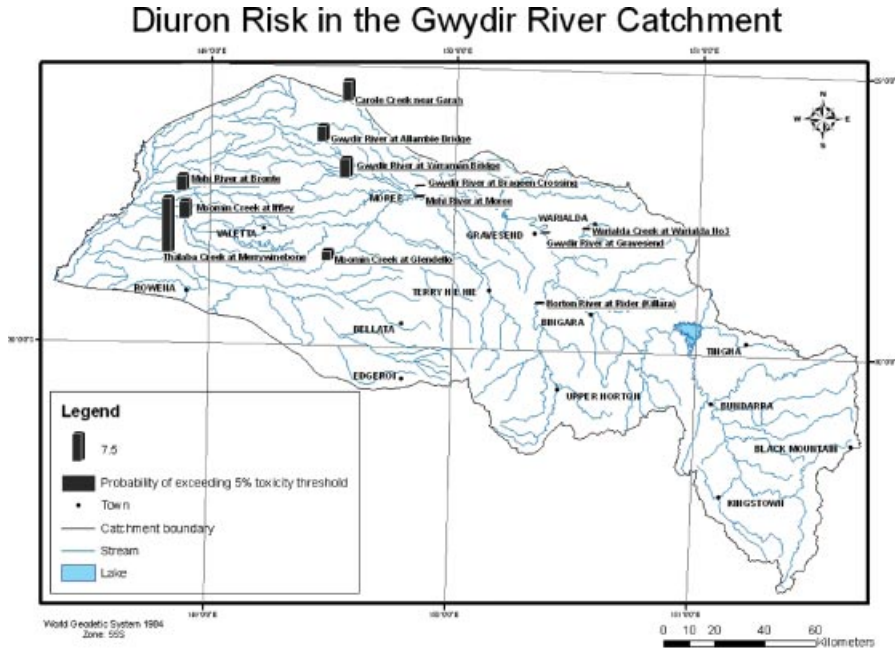 Diuron Risk in the Gwydir River Catchment
N
W
E
S
Carole Creek near Garah
Gwydir River at Allambie Bridge
Gwydir River at Yarraman Bridge
Mehi River at Bronte
Gwydir River at Brageen Crossing
MOREE
Mehi River at Moree
Moomin Creek at Iffley
WARIALDA
VALETTA
GRAVESEND
Warialda Creek at Warialda No3
Gwydir River at Gravesend
Thalaba Creek at Merrywinebone
Moomin Creek at Glendello
ROWENA
TERRY HIE HIE
Horton River at Rider (Killara)
BELLATA
BINGARA
TINGHA
EDGEROI
UPPER HORTON
BUNDARRA
BLACK MOUNTAIN
KINGSTOWN
Legend
7.5
Probability of exceeding 5% toxicity threshold
Town
Catchment boundary
Stream
Lake
World Geodetic System 1984
Zone: 55S
0 10 20 40 60
Kilometers